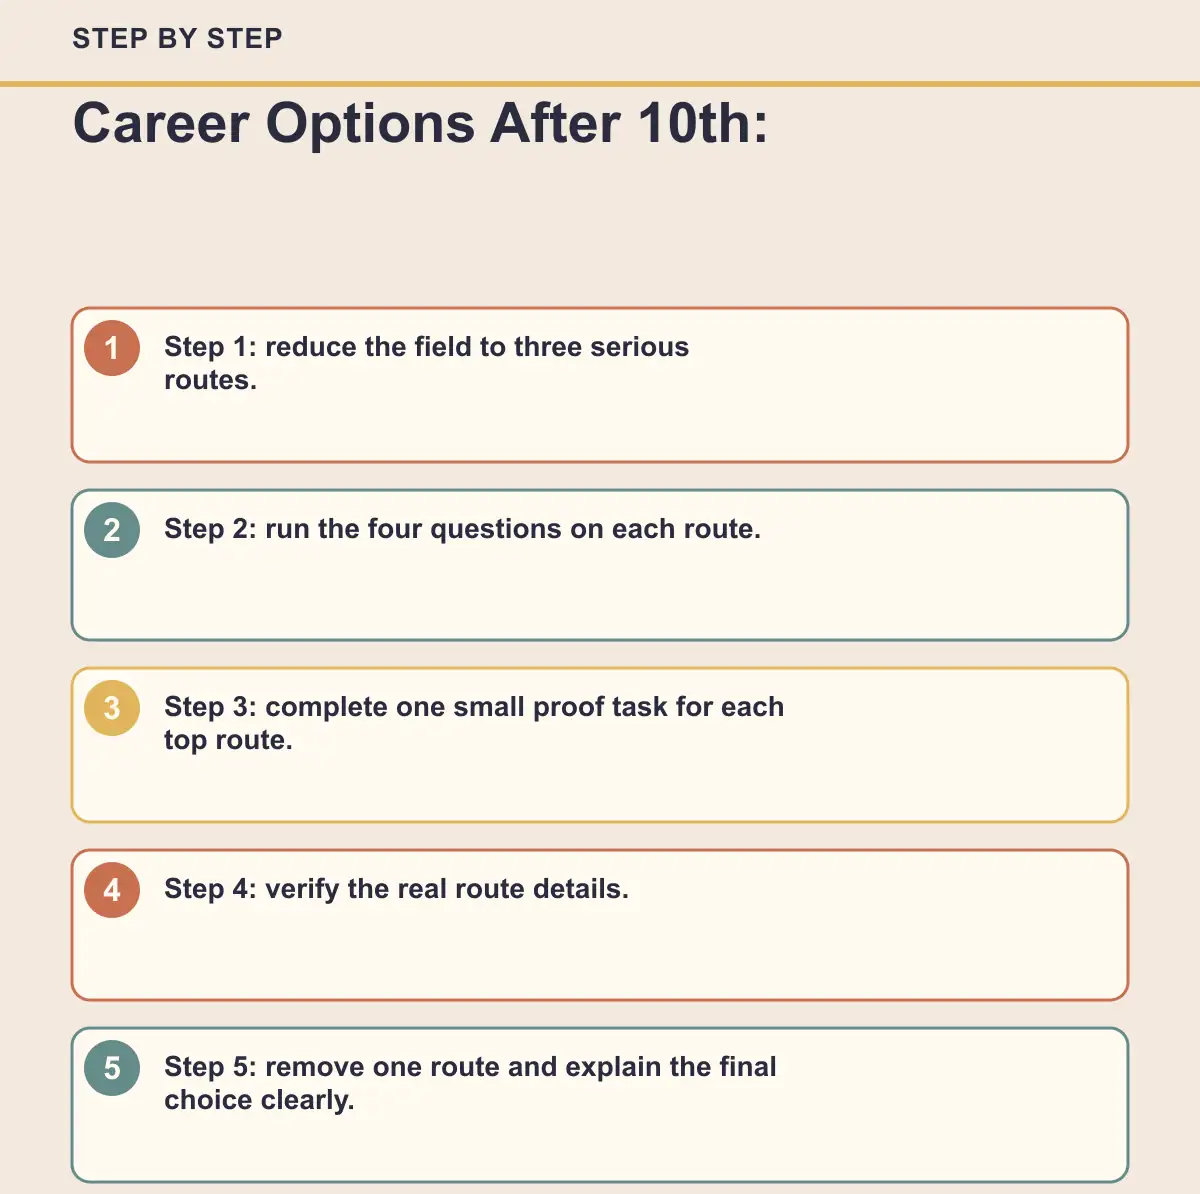 STEP BY STEP
Career Options After 10th:
1
Step 1: reduce the field to three serious
routes.
2
Step 2: run the four questions on each route.
3
Step 3: complete one small proof task for each
top route.
4
Step 4: verify the real route details.
5
Step 5: remove one route and explain the final
choice clearly.